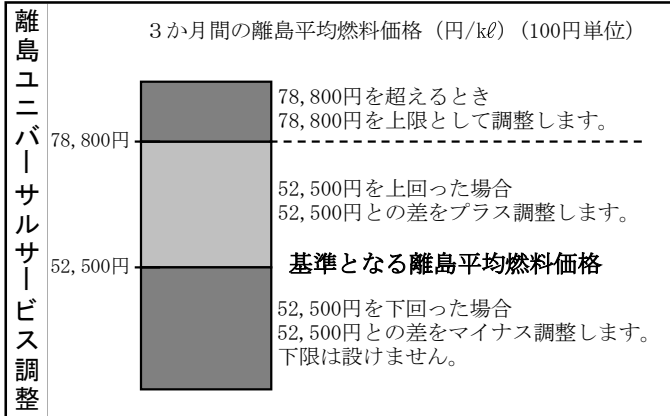 離島ユニバーサルサービス調整
３か月間の離島平均燃料価格（円/kℓ）（100円単位）
78,800円を超えるとき
78,800円を上限として調整します。
78,800円
52,500円を上回った場合
52,500円との差をプラス調整します。
52,500円
基準となる離島平均燃料価格
52,500円を下回った場合
52,500円との差をマイナス調整します。
下限は設けません。